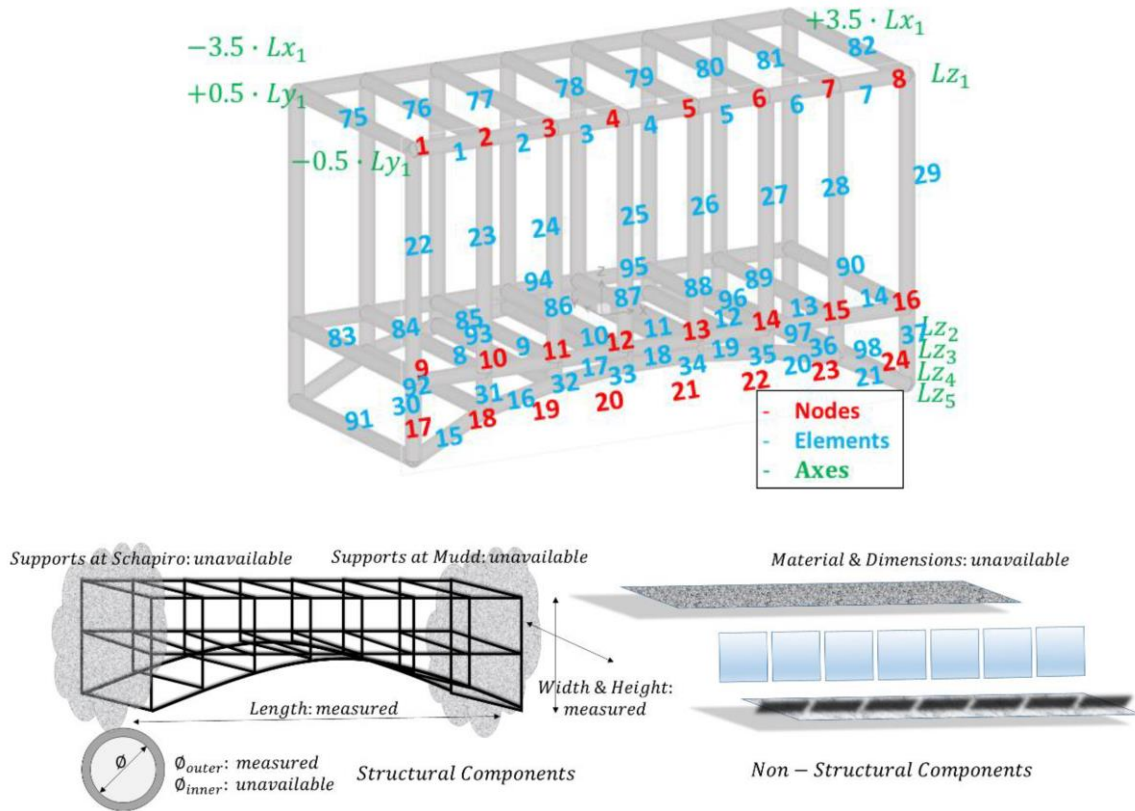 +3.5 · Lx₁
−3.5 · Lx₁
82
81
80
79
78
77
76
75
Lz₁
+0.5 · Ly₁
−0.5 · Ly₁
1 1 2 2 3 3 4 4 5 5 6 6 7 7 8
22 23 24 25 26 27 28 29
94 95 90
83 84 85 86 87 88 89
93 96
9 8 10 9 11 10 12 11 13 12 14 13 15 14 16
Lz₂
92 97 98 37
Lz₃
30 31 16 32 17 33 18 34 19 35 20 36 21 24
Lz₄
91 17 15 18 19 20 21 22 23
Lz₅
- Nodes
- Elements
- Axes
Supports at Schapiro: unavailable
Supports at Mudd: unavailable
Material & Dimensions: unavailable
Width & Height:
measured
Length: measured
Ø
Ø outer: measured
Ø inner: unavailable
Structural Components
Non − Structural Components